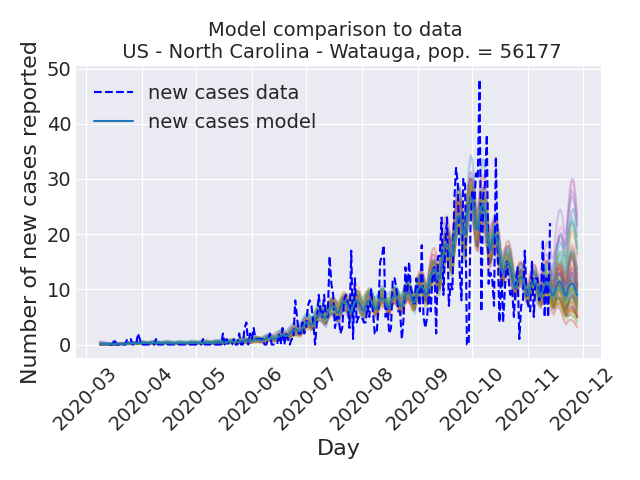 Model comparison to data
US - North Carolina - Watauga, pop. = 56177
Number of new cases reported
50
40
30
20
10
0
new cases data
new cases model
2020-03
2020-04
2020-05
2020-06
2020-07
2020-08
2020-09
2020-10
2020-11
2020-12
Day